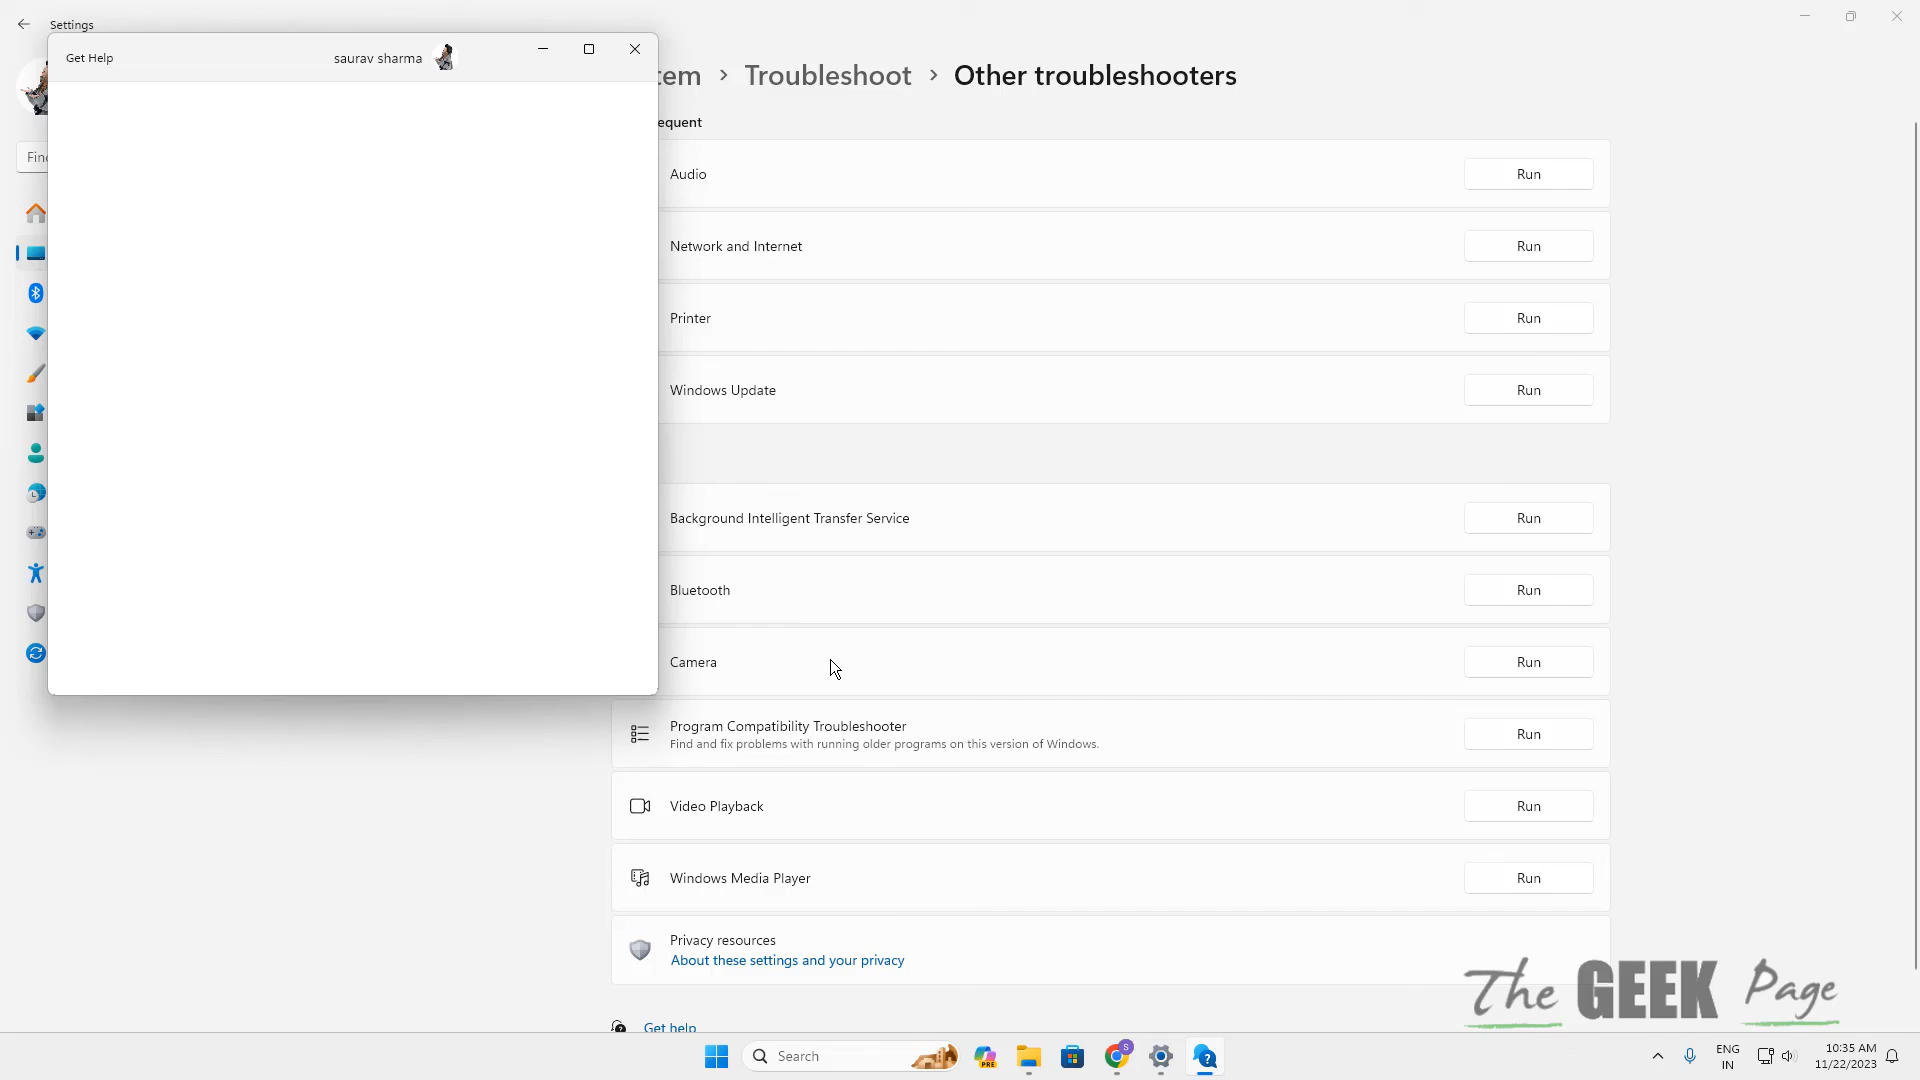 Settings
Get Help
saurav sharma
tem > Troubleshoot > Other troubleshooters
equent
Find
Audio
Run
Network and Internet
Run
Printer
Run
Windows Update
Run
Background Intelligent Transfer Service
Run
Bluetooth
Run
Camera
Run
Program Compatibility Troubleshooter
Find and fix problems with running older programs on this version of Windows.
Run
Video Playback
Run
Windows Media Player
Run
Privacy resources
About these settings and your privacy
The GEEK Page
Get help
Search
PRE
S
ENG
IN
10:35 AM
11/22/2023